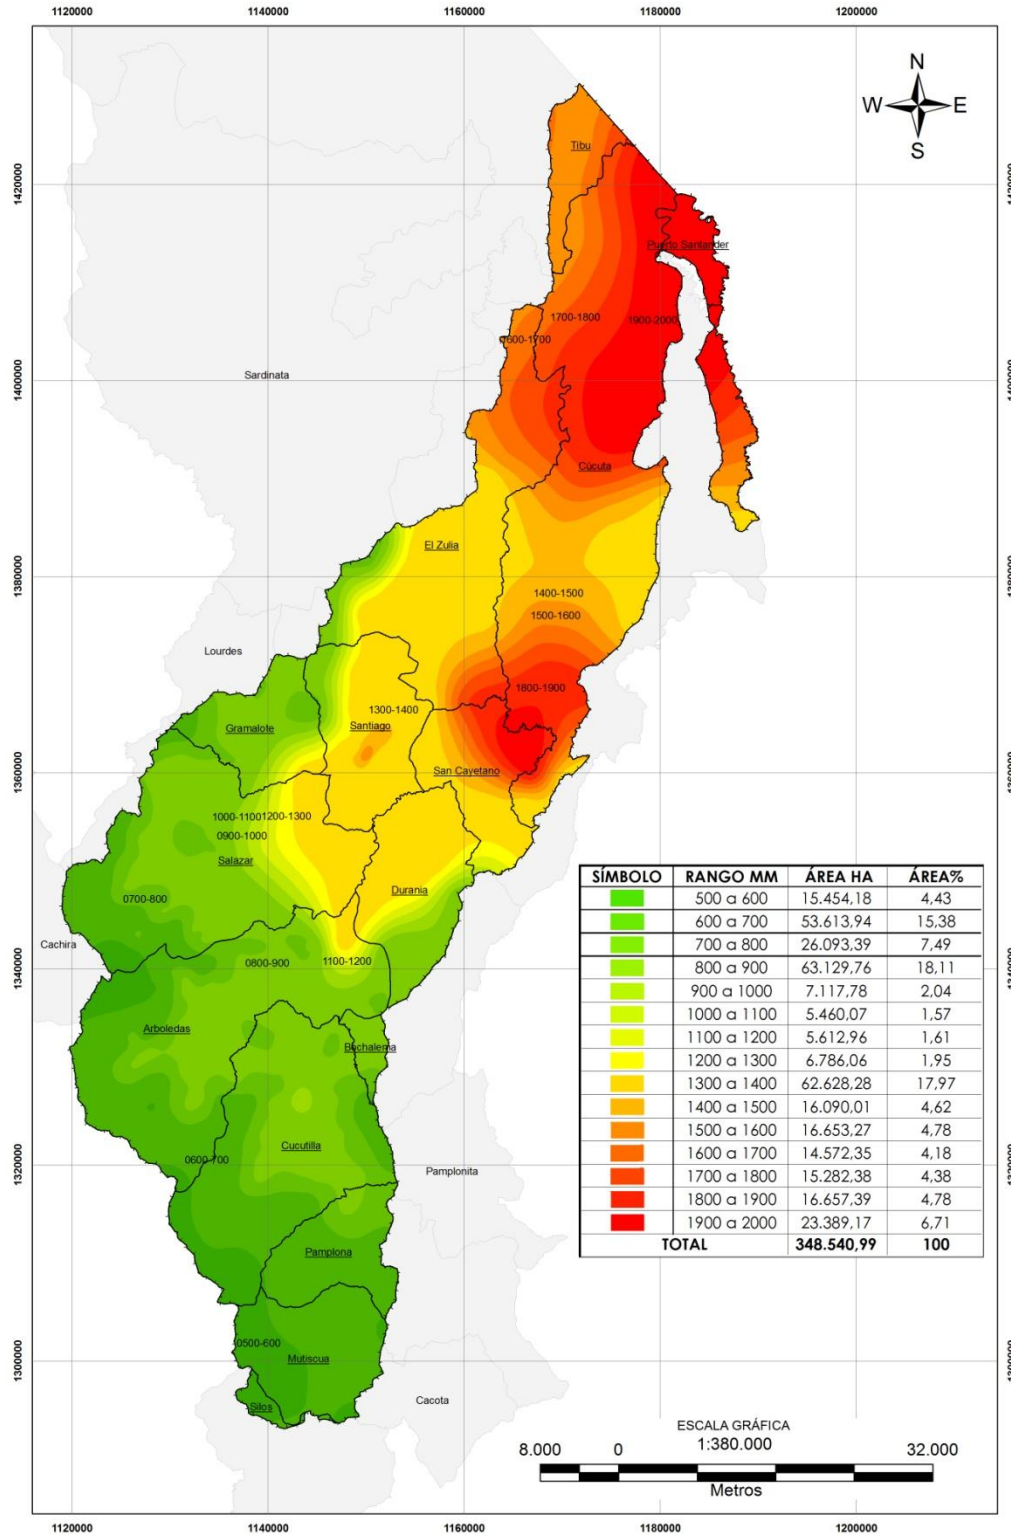 1120000 1140000 1160000 1180000 1200000
N
W E
S
Tibu
1420000 1420000
Puerto Santander
1700-1800 1900-2000
1600-1700
Sardinata
1400000 1400000
Cúcuta
El Zulia
1380000 1380000
1400-1500
1500-1600
Lourdes
1800-1900
1300-1400
Gramalote Santiago
San Cayetano
1360000 1360000
1000-1100 1200-1300
0900-1000
Salazar
Durania
0700-800
Cachira
0800-900 1100-1200
1340000 1340000
Arboledas
Bochalema
Cucutilla
0600-700
Pamplonita
1320000 1320000
Pamplona
0500-600
Mutiscua
1300000 1300000
Silos
Cacota
SÍMBOLO RANGO MM ÁREA HA ÁREA%
500 a 600 15.454,18 4,43
600 a 700 53.613,94 15,38
700 a 800 26.093,39 7,49
800 a 900 63.129,76 18,11
900 a 1000 7.117,78 2,04
1000 a 1100 5.460,07 1,57
1100 a 1200 5.612,96 1,61
1200 a 1300 6.786,06 1,95
1300 a 1400 62.628,28 17,97
1400 a 1500 16.090,01 4,62
1500 a 1600 16.653,27 4,78
1600 a 1700 14.572,35 4,18
1700 a 1800 15.282,38 4,38
1800 a 1900 16.657,39 4,78
1900 a 2000 23.389,17 6,71
TOTAL 348.540,99 100
ESCALA GRÁFICA
1:380.000
8.000 0 32.000
Metros
1120000 1140000 1160000 1180000 1200000